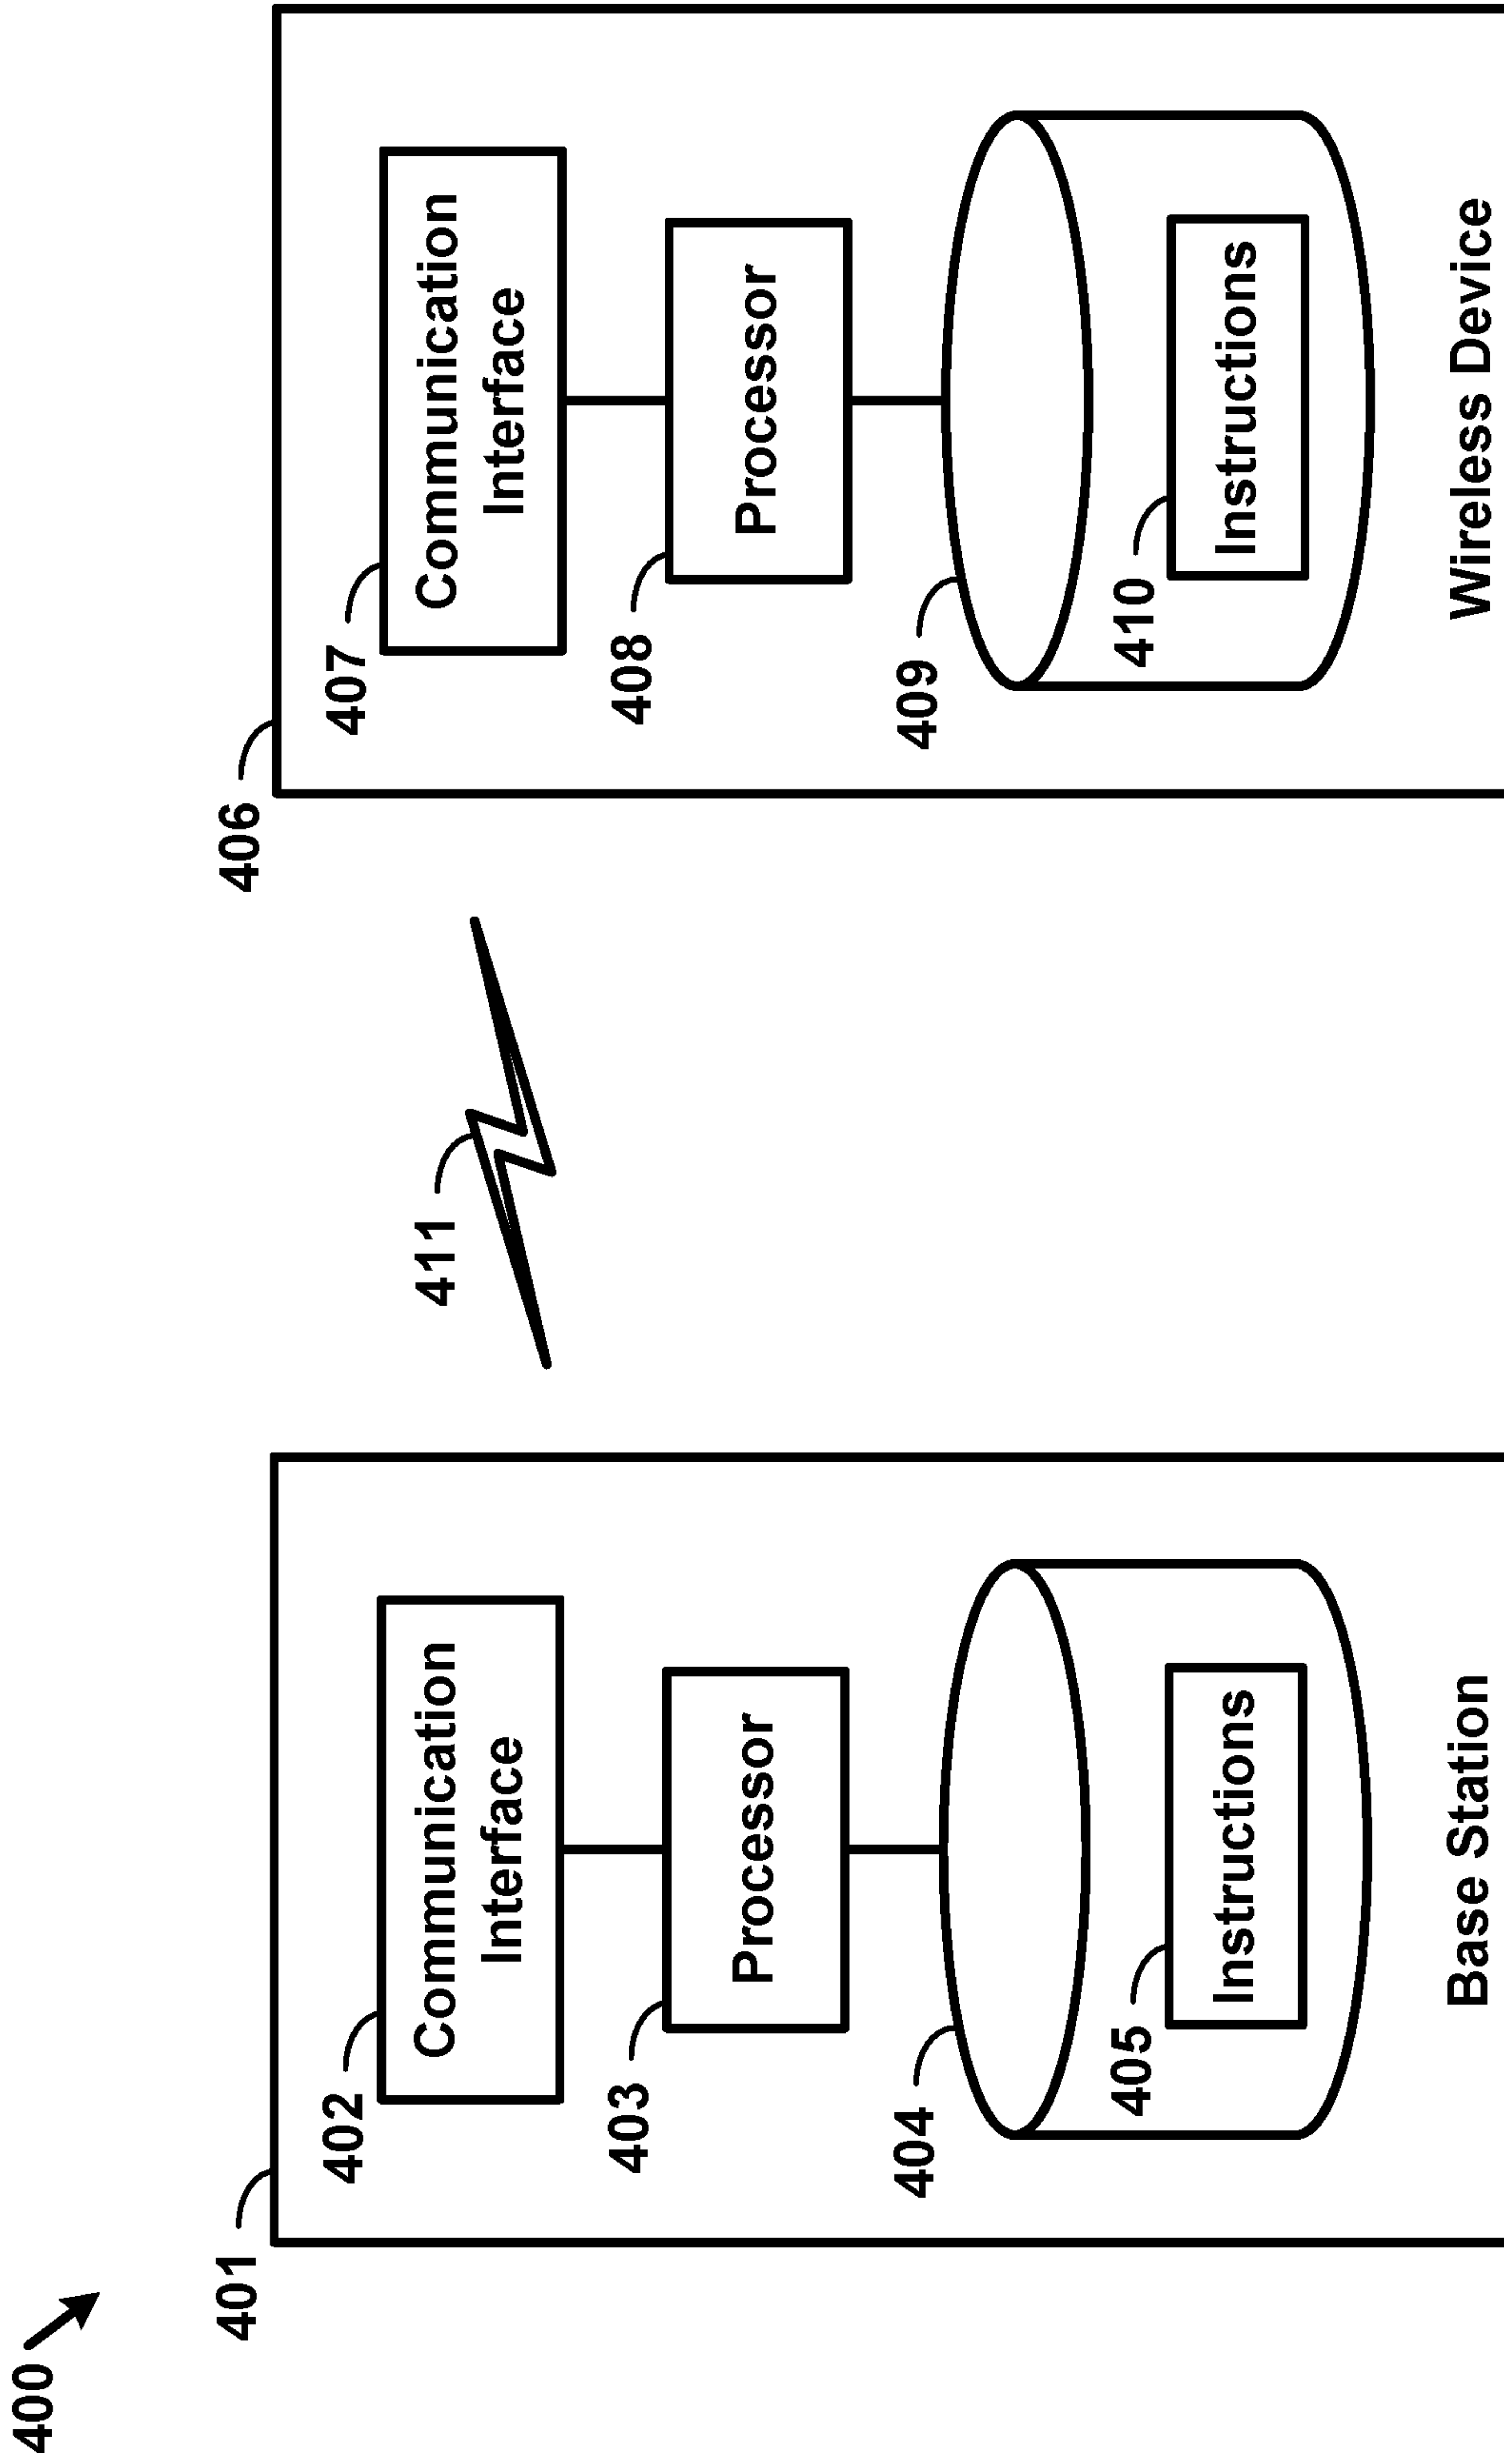 400
401
402
Communication
Interface
403
Processor
404
405
Instructions
Base Station
411
406
407
Communication
Interface
408
Processor
409
410
Instructions
Wireless Device